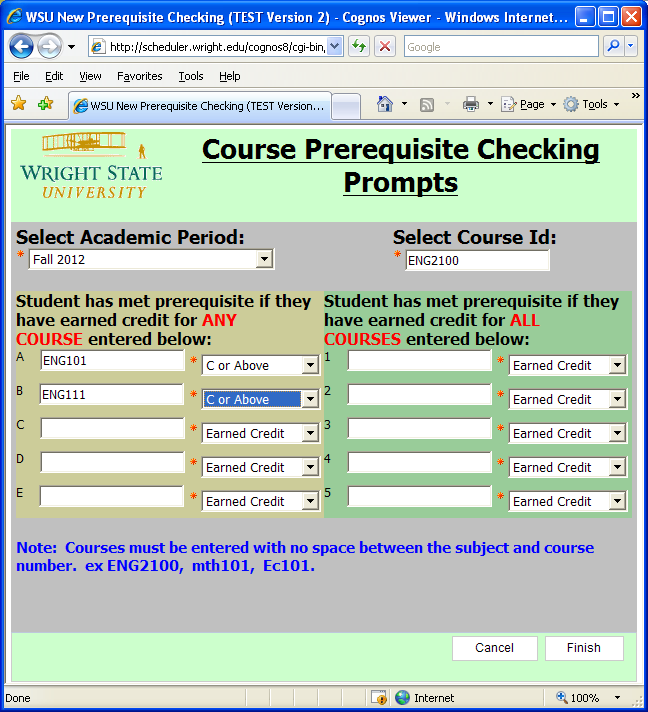 WSU New Prerequisite Checking (TEST Version 2) - Cognos Viewer - Windows Internet...
http://scheduler.wright.edu/cognos8/cgi-bin,
Google
File Edit View Favorites Tools Help
WSU New Prerequisite Checking (TEST Version...
Page Tools »
WRIGHT STATE
UNIVERSITY
Course Prerequisite Checking
Prompts
Select Academic Period: Select Course Id:
* Fall 2012 * ENG2100
Student has met prerequisite if they
have earned credit for ANY
COURSE entered below:
A ENG101 * C or Above
B ENG111 * C or Above
C * Earned Credit
D * Earned Credit
E * Earned Credit
Student has met prerequisite if they
have earned credit for ALL
COURSES entered below:
1 * Earned Credit
2 * Earned Credit
3 * Earned Credit
4 * Earned Credit
5 * Earned Credit
Note: Courses must be entered with no space between the subject and course
number. ex ENG2100, mth101, Ec101.
Cancel Finish
Done Internet 100%